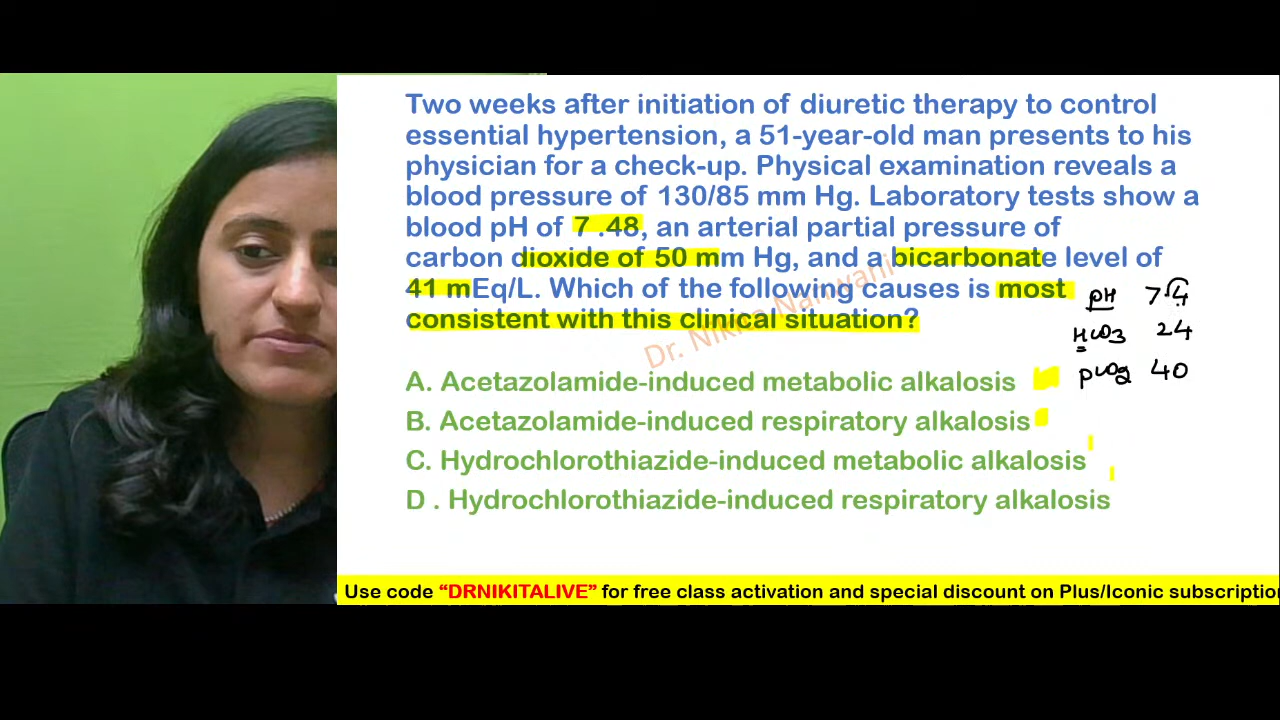 Two weeks after initiation of diuretic therapy to control
essential hypertension, a 51-year-old man presents to his
physician for a check-up. Physical examination reveals a
blood pressure of 130/85 mm Hg. Laboratory tests show a
blood pH of 7 .48, an arterial partial pressure of
carbon dioxide of 50 mm Hg, and a bicarbonate level of
41 mEq/L. Which of the following causes is most
consistent with this clinical situation?
pH 7.4
HCO3 24
pCO2 40
A. Acetazolamide-induced metabolic alkalosis
B. Acetazolamide-induced respiratory alkalosis
C. Hydrochlorothiazide-induced metabolic alkalosis
D . Hydrochlorothiazide-induced respiratory alkalosis
Use code “DRNIKITALIVE” for free class activation and special discount on Plus/Iconic subscription